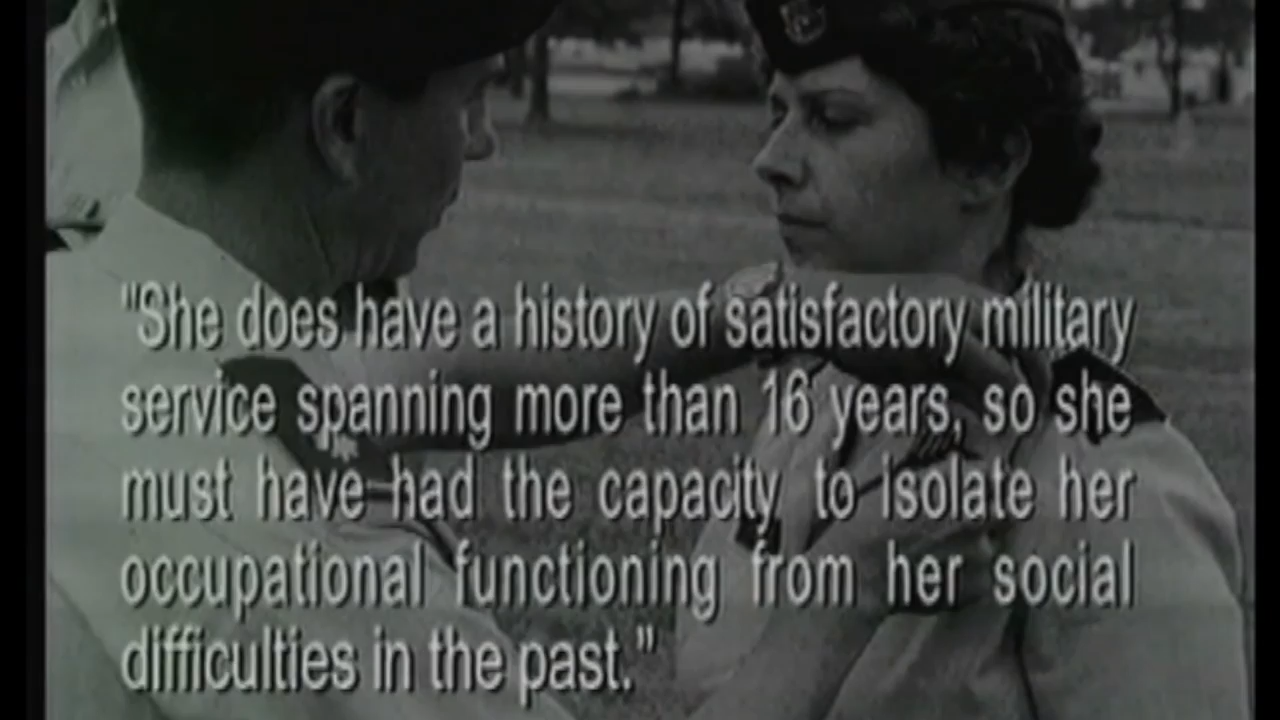 "She does have a history of satisfactory military
service spanning more than 16 years, so she
must have had the capacity to isolate her
occupational functioning from her social
difficulties in the past."